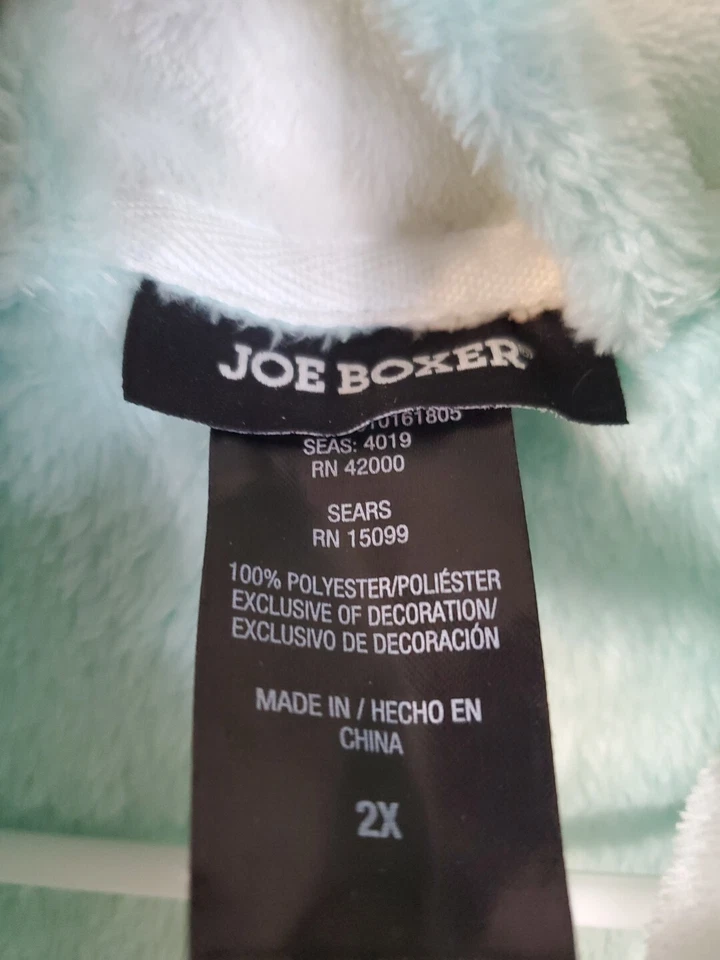 JOE BOXER
SEAS: 4019
RN 42000
SEARS
RN 15099
100% POLYESTER/POLIÉSTER
EXCLUSIVE OF DECORATION/
EXCLUSIVO DE DECORACIÓN
MADE IN / HECHO EN
CHINA
2X